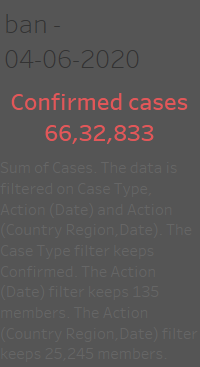 ban -
04-06-2020
Confirmed cases
66,32,833
Sum of Cases. The data is
filtered on Case Type,
Action (Date) and Action
(Country Region,Date). The
Case Type filter keeps
Confirmed. The Action
(Date) filter keeps 135
members. The Action
(Country Region,Date) filter
keeps 25,245 members.